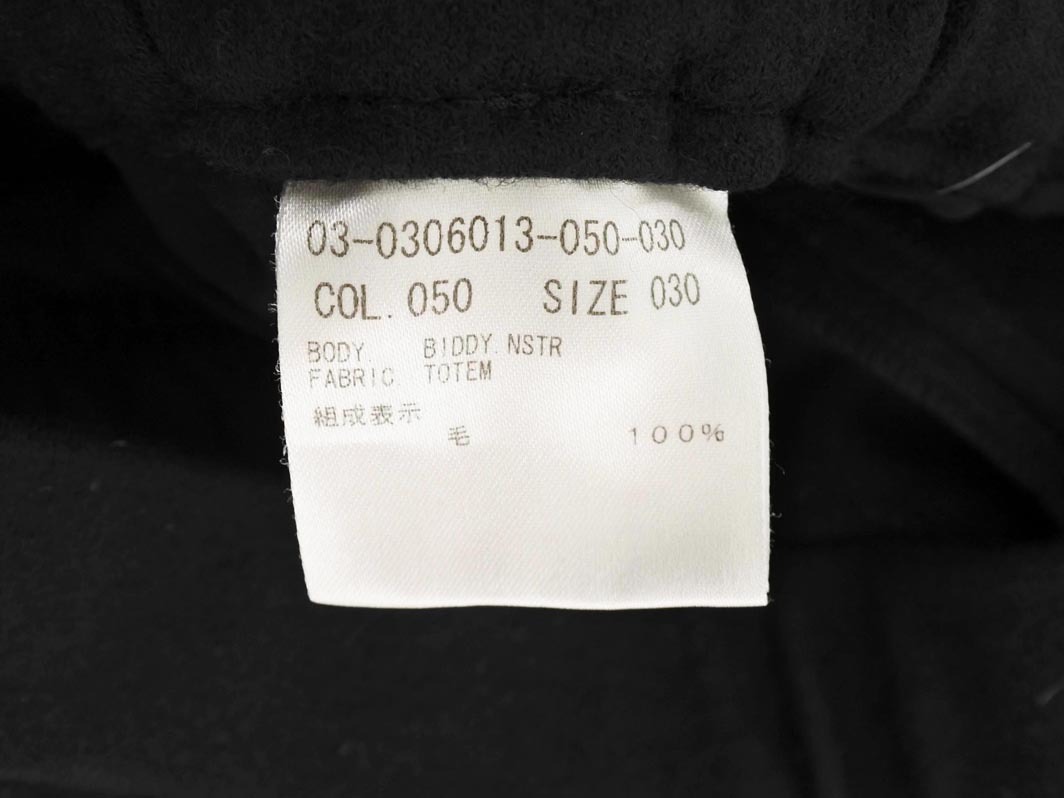 03-0306013-050-030
COL. 050 SIZE 030
BODY. BIDDY.NSTR
FABRIC TOTEM
組成表示
毛 100%